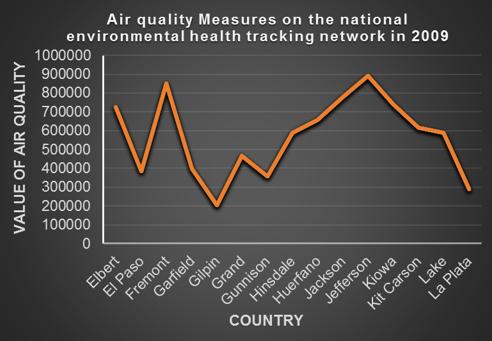 Air quality Measures on the national
environmental health tracking network in 2009
VALUE OF AIR QUALITY
1000000
900000
800000
700000
600000
500000
400000
300000
200000
100000
0
Elbert
El Paso
Fremont
Garfield
Gilpin
Grand
Gunnison
Hinsdale
Huerfano
Jackson
Jefferson
Kiowa
Kit Carson
Lake
La Plata
COUNTRY